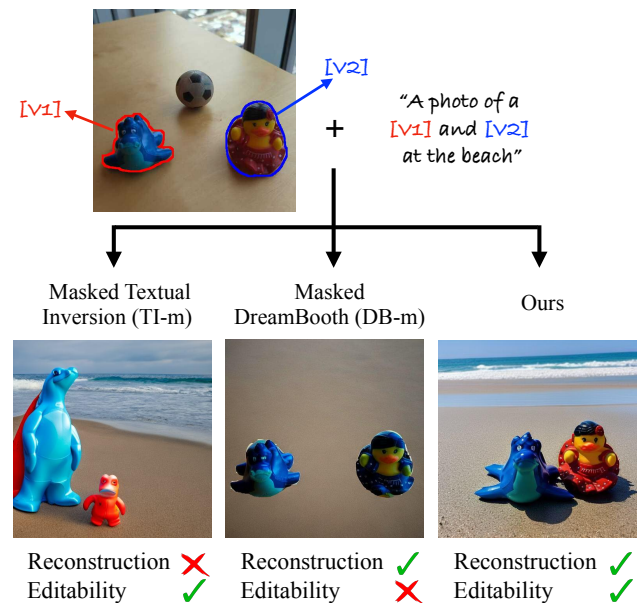 [v1]
[v2]
+
"A photo of a
[v1] and [v2]
at the beach"
Masked Textual
Inversion (TI-m)
Masked
DreamBooth (DB-m)
Ours
Reconstruction ✗
Editability ✓
Reconstruction ✓
Editability ✗
Reconstruction ✓
Editability ✓